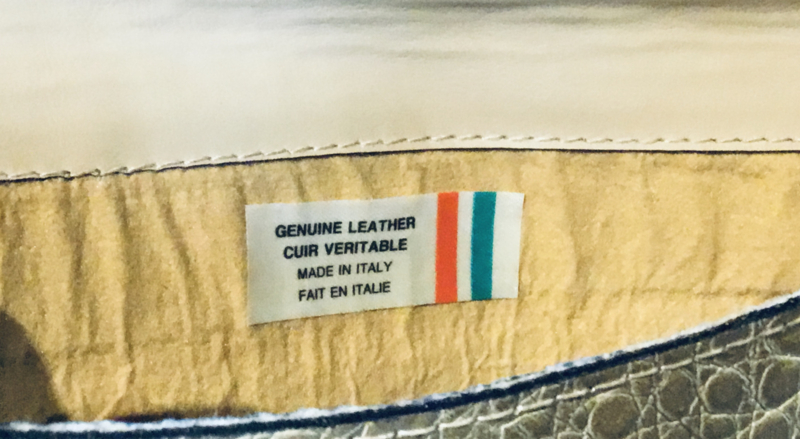 GENUINE LEATHER
CUIR VERITABLE
MADE IN ITALY
FAIT EN ITALIE